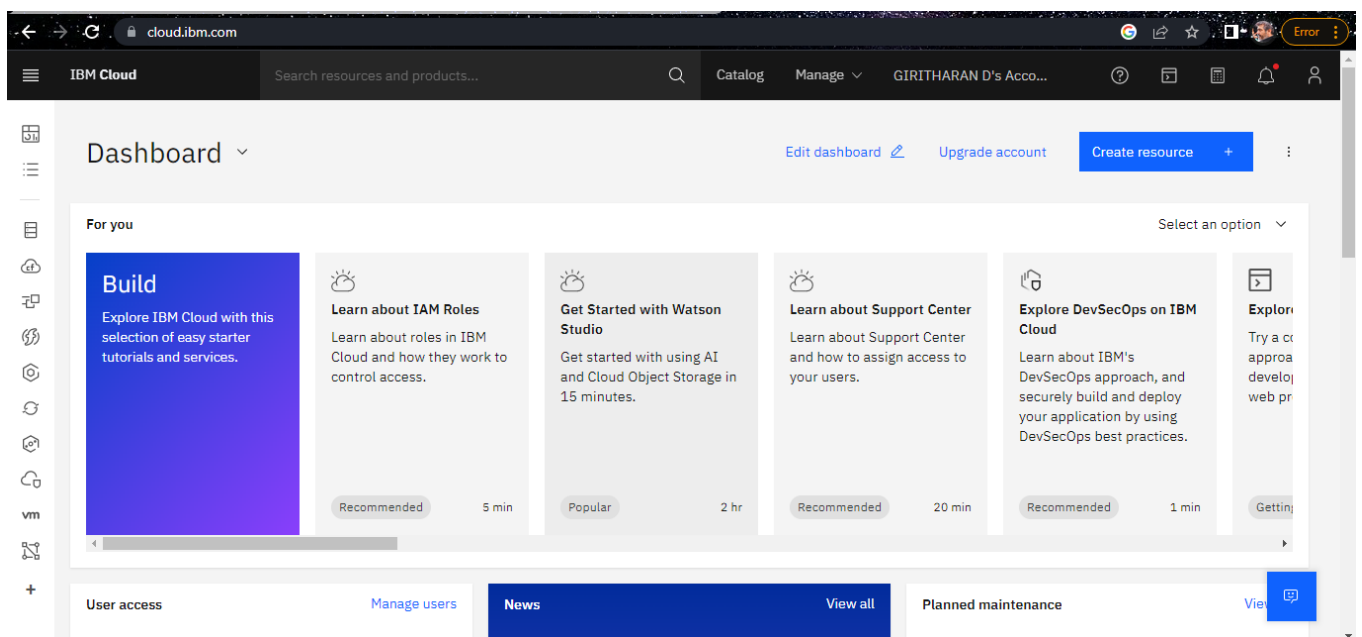 cloud.ibm.com
Error
IBM Cloud
Search resources and products...
Catalog
Manage
GIRITHARAN D's Acco...
Dashboard
Edit dashboard
Upgrade account
Create resource +
For you
Select an option
Build
Explore IBM Cloud with this
selection of easy starter
tutorials and services.
Learn about IAM Roles
Learn about roles in IBM
Cloud and how they work to
control access.
Recommended
5 min
Get Started with Watson
Studio
Get started with using AI
and Cloud Object Storage in
15 minutes.
Popular
2 hr
Learn about Support Center
Learn about Support Center
and how to assign access to
your users.
Recommended
20 min
Explore DevSecOps on IBM
Cloud
Learn about IBM's
DevSecOps approach, and
securely build and deploy
your application by using
DevSecOps best practices.
Recommended
1 min
Try a
web
vm
User access
Manage users
News
View all
Planned maintenance